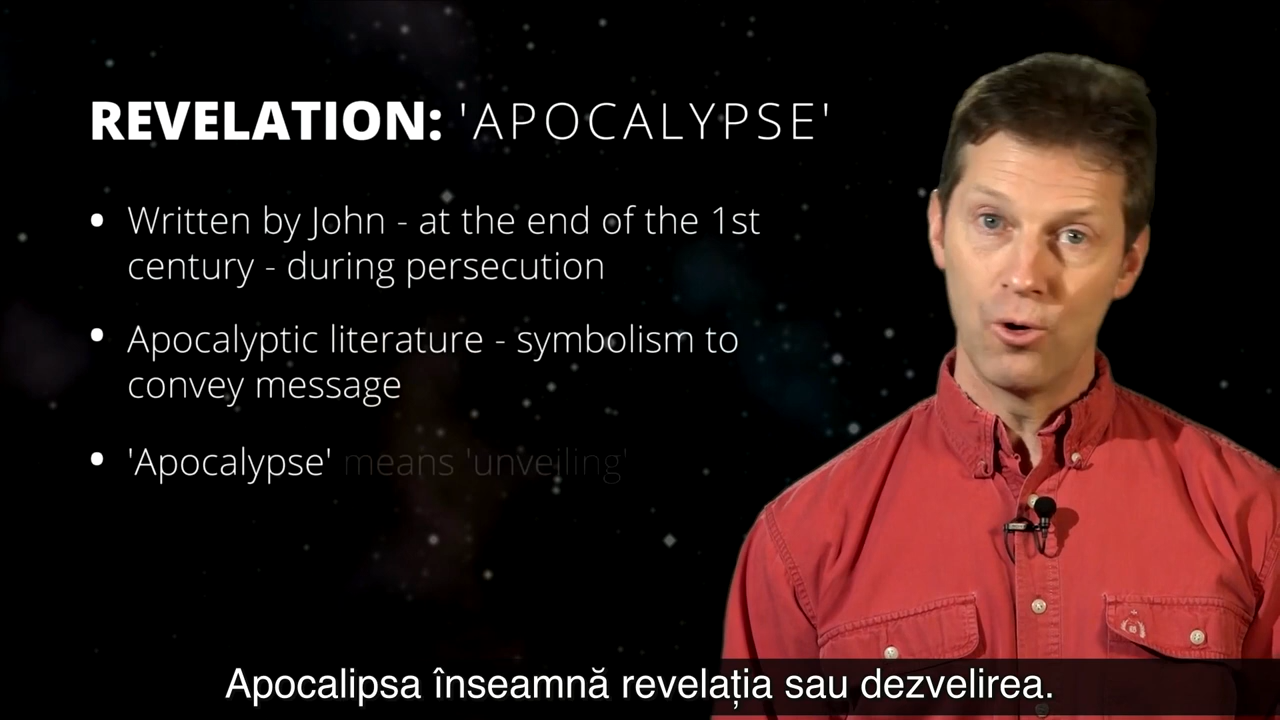 REVELATION: 'APOCALYPSE'
• Written by John - at the end of the 1st
century - during persecution
• Apocalyptic literature - symbolism to
convey message
• 'Apocalypse' means 'unveiling'
Apocalipsa înseamnă revelația sau dezvelirea.